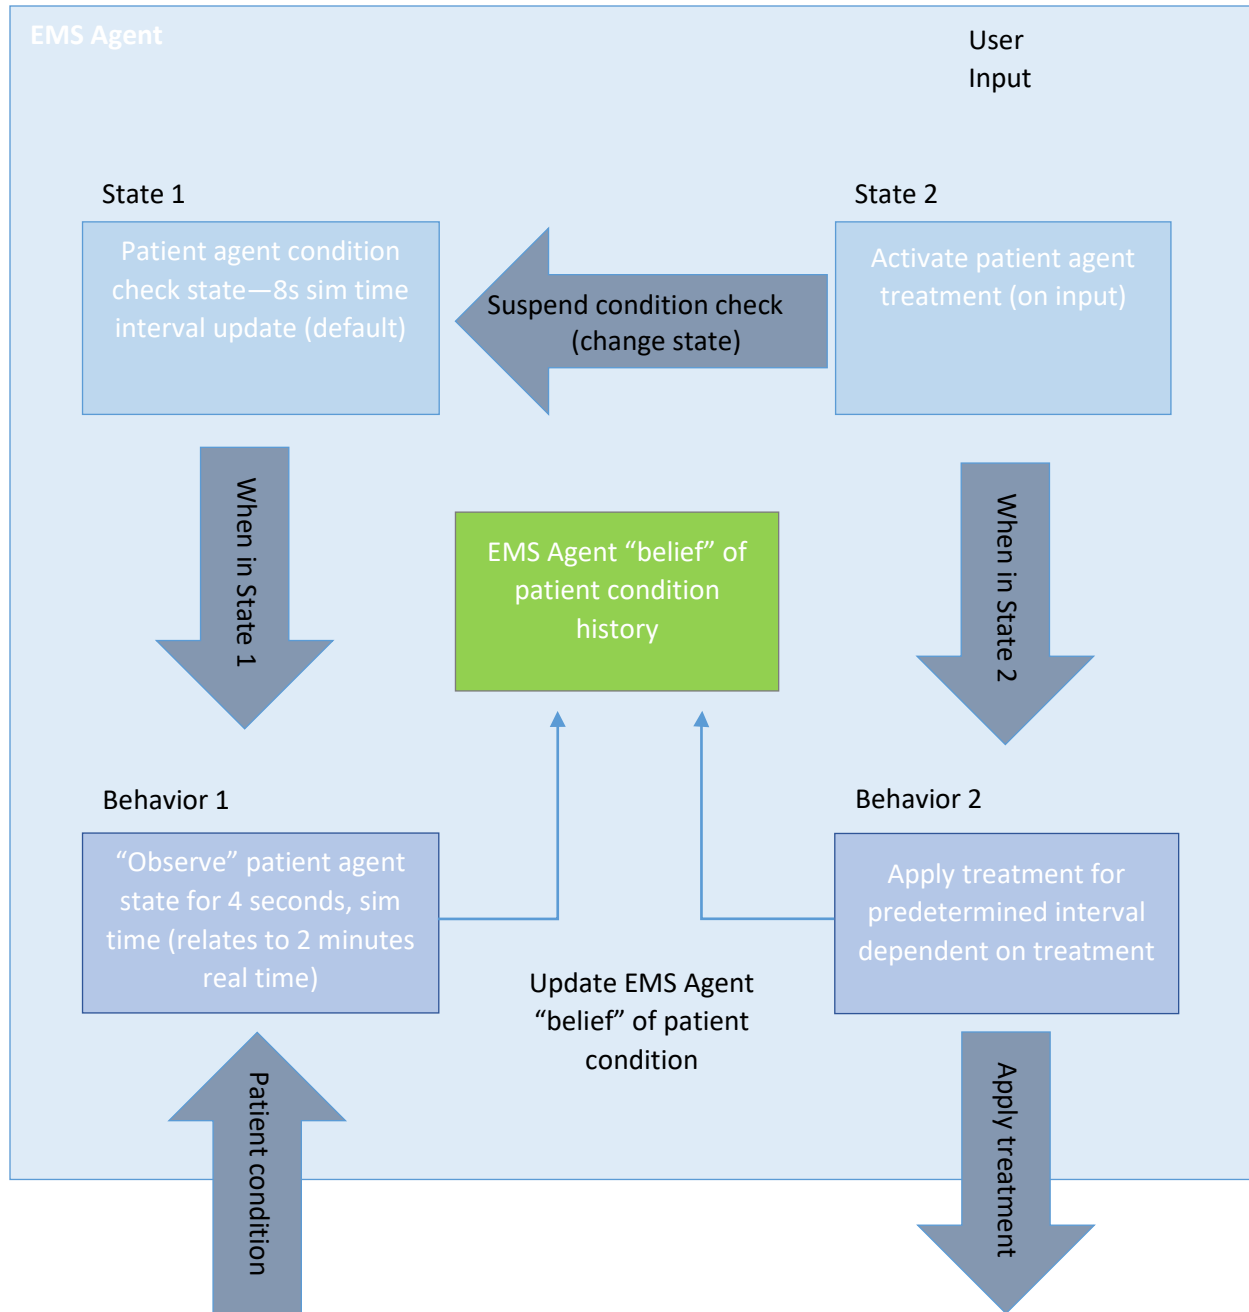 EMS Agent
User
Input
State 1
State 2
Patient agent condition
check state—8s sim time
interval update (default)
Suspend condition check
(change state)
Activate patient agent
treatment (on input)
When in State 1
EMS Agent “belief” of
patient condition
history
When in State 2
Behavior 1
Behavior 2
“Observe” patient agent
state for 4 seconds, sim
time (relates to 2 minutes
real time)
Apply treatment for
predetermined interval
dependent on treatment
Update EMS Agent
“belief” of patient
condition
Patient condition
Apply treatment